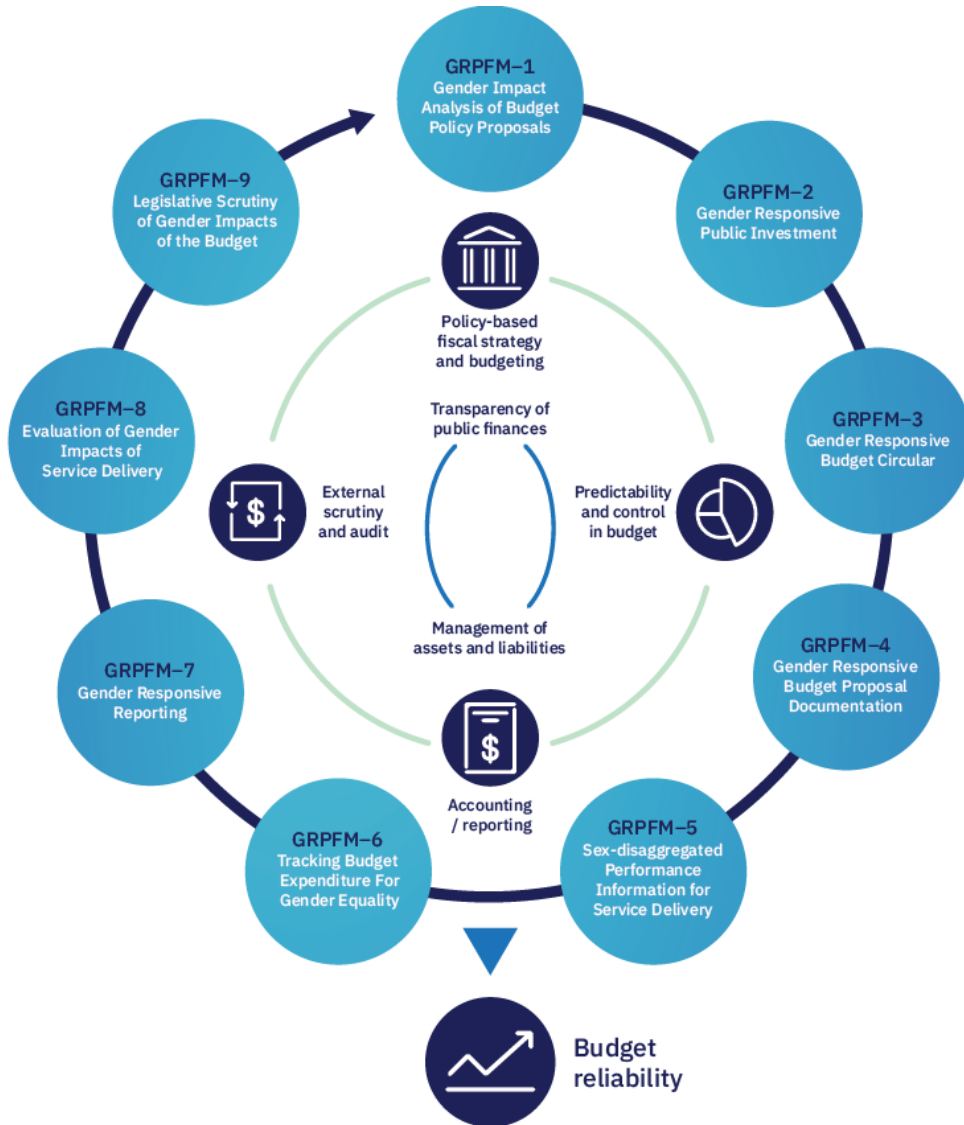 GRPFM–1
Gender Impact
Analysis of Budget
Policy Proposals
GRPFM–2
Gender Responsive
Public Investment
GRPFM–3
Gender Responsive
Budget Circular
GRPFM–4
Gender Responsive
Budget Proposal
Documentation
GRPFM–5
Sex-disaggregated
Performance
Information for
Service Delivery
GRPFM–6
Tracking Budget
Expenditure For
Gender Equality
GRPFM–7
Gender Responsive
Reporting
GRPFM–8
Evaluation of Gender
Impacts of
Service Delivery
GRPFM–9
Legislative Scrutiny
of Gender Impacts
of the Budget
Policy-based
fiscal strategy
and budgeting
Transparency of
public finances
$
External
scrutiny
and audit
Predictability
and control
in budget
Management of
assets and liabilities
$
Accounting
/ reporting
Budget
reliability